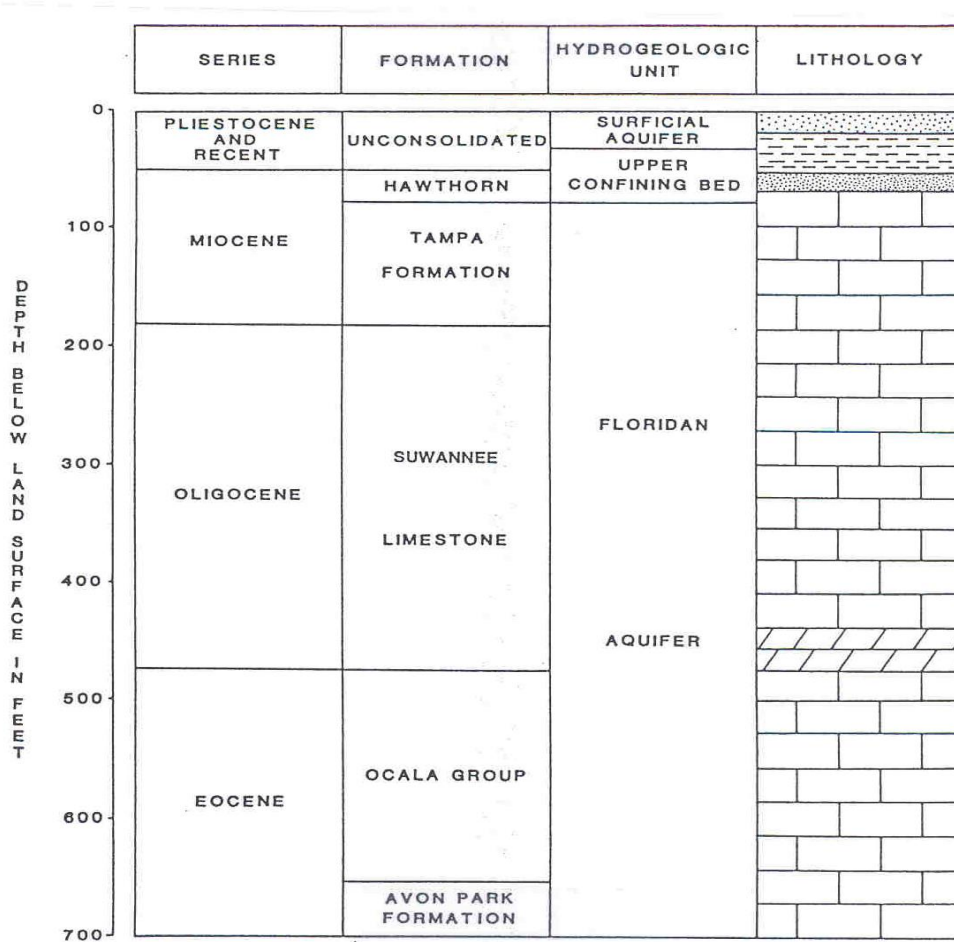 SERIES
FORMATION
HYDROGEOLOGIC
UNIT
LITHOLOGY
0
PLIESTOCENE
AND
RECENT
UNCONSOLIDATED
SURFICIAL
AQUIFER
UPPER
CONFINING BED
HAWTHORN
100
MIOCENE
TAMPA
FORMATION
200
OLIGOCENE
SUWANNEE
LIMESTONE
FLORIDAN
AQUIFER
300
400
500
EOCENE
OCALA GROUP
600
AVON PARK
FORMATION
700
DEPTH BELOW LAND SURFACE IN FEET